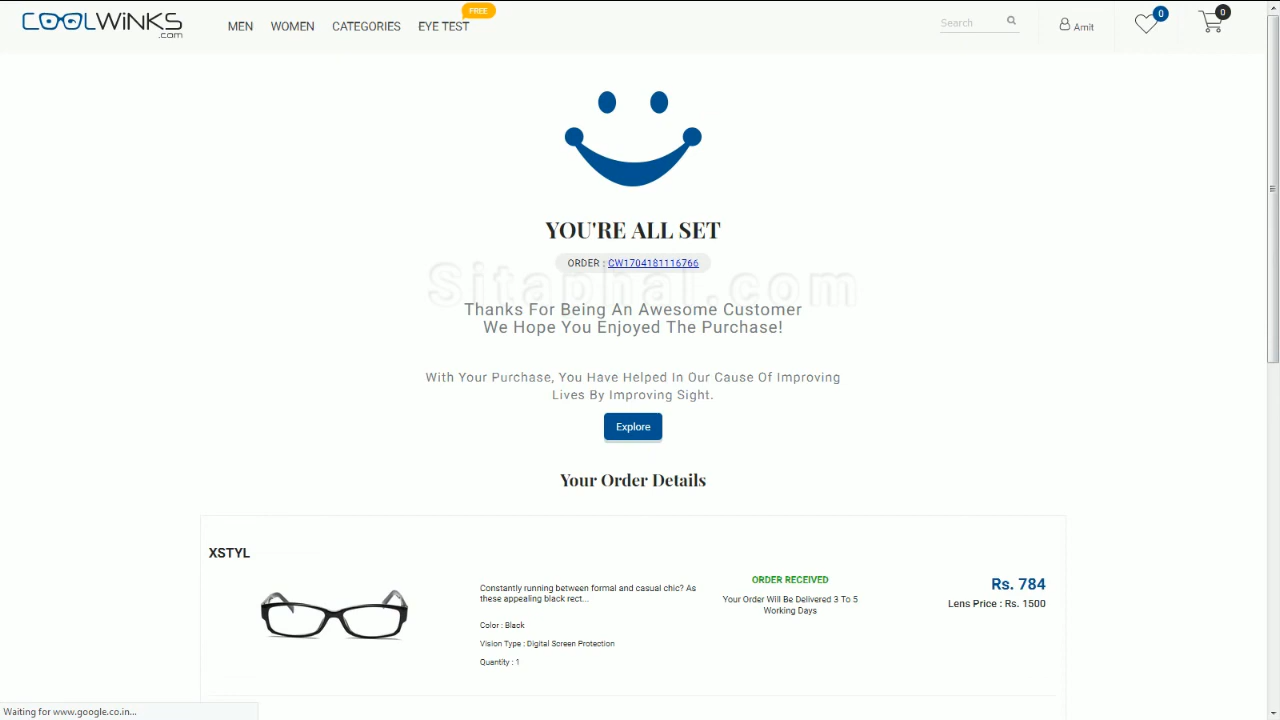 COOLWiNKS
.com
MEN WOMEN CATEGORIES EYE TEST
FREE
Search
Amit
0
0
YOU'RE ALL SET
ORDER : CW1704181116766
Sitaphal.com
Thanks For Being An Awesome Customer
We Hope You Enjoyed The Purchase!
With Your Purchase, You Have Helped In Our Cause Of Improving
Lives By Improving Sight.
Explore
Your Order Details
XSTYL
Constantly running between formal and casual chic? As
these appealing black rect...
Color : Black
Vision Type : Digital Screen Protection
Quantity : 1
ORDER RECEIVED
Your Order Will Be Delivered 3 To 5
Working Days
Rs. 784
Lens Price : Rs. 1500
Waiting for www.google.co.in...